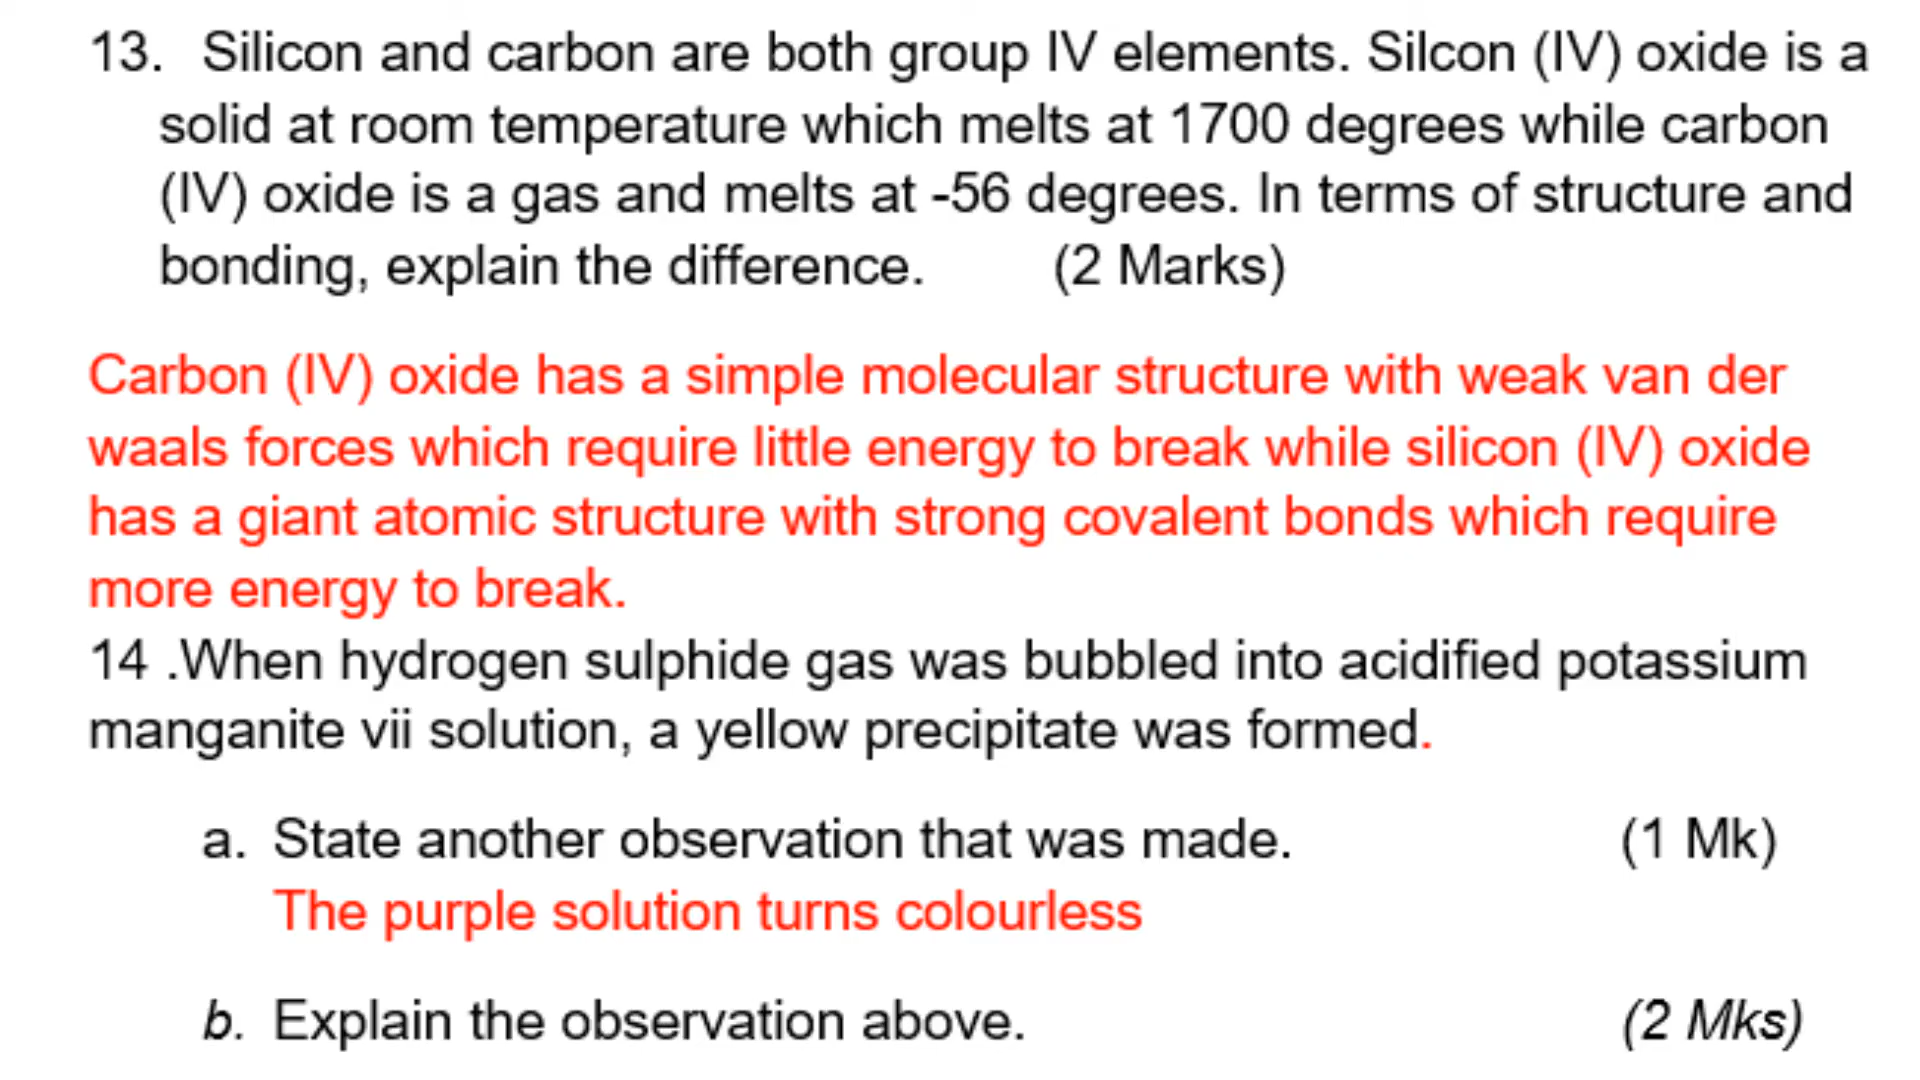 13. Silicon and carbon are both group IV elements. Silcon (IV) oxide is a
solid at room temperature which melts at 1700 degrees while carbon
(IV) oxide is a gas and melts at -56 degrees. In terms of structure and
bonding, explain the difference. (2 Marks)
Carbon (IV) oxide has a simple molecular structure with weak van der
waals forces which require little energy to break while silicon (IV) oxide
has a giant atomic structure with strong covalent bonds which require
more energy to break.
14 .When hydrogen sulphide gas was bubbled into acidified potassium
manganite vii solution, a yellow precipitate was formed.
a. State another observation that was made. (1 Mk)
The purple solution turns colourless
b. Explain the observation above. (2 Mks)